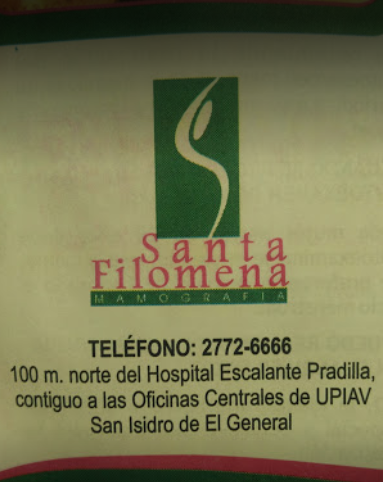 Santa
Filomena
MAMOGRAFIA
TELÉFONO: 2772-6666
100 m. norte del Hospital Escalante Pradilla,
contiguo a las Oficinas Centrales de UPIAV
San Isidro de El General